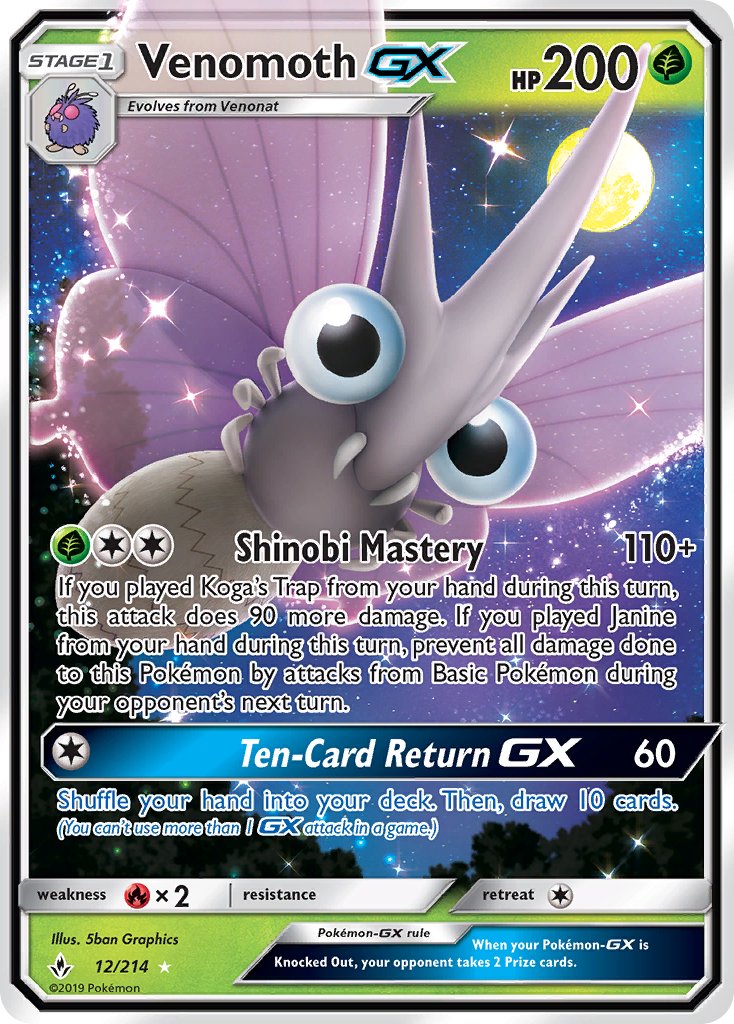 STAGE1
Venomoth GX
HP200
Evolves from Venonat
Shinobi Mastery 110+
If you played Koga's Trap from your hand during this turn,
this attack does 90 more damage. If you played Janine
from your hand during this turn, prevent all damage done
to this Pokémon by attacks from Basic Pokémon during
your opponent's next turn.
Ten-Card Return GX 60
Shuffle your hand into your deck. Then, draw 10 cards.
(You can't use more than 1 GX attack in a game.)
weakness ×2 resistance retreat
Illus. 5ban Graphics
12/214
©2019 Pokémon
Pokémon-GX rule
When your Pokémon-GX is
Knocked Out, your opponent takes 2 Prize cards.